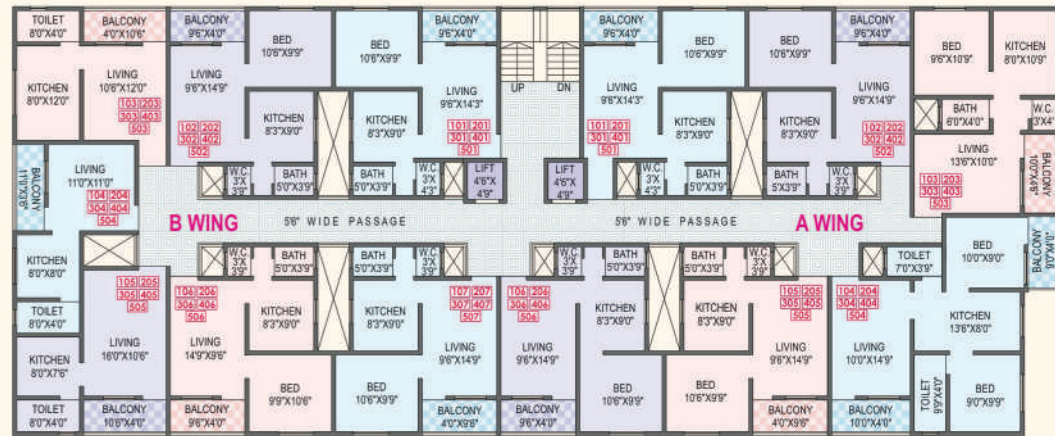 TOILET
8'0"X4'0"
BALCONY
4'0"X10'6"
KITCHEN
8'0"X12'0"
LIVING
10'6"X12'0"
103 203
303 403
503
BALCONY
9'6"X4'0"
LIVING
9'6"X14'9"
BED
10'6"X9'9"
102 202
302 402
502
KITCHEN
8'3"X9'0"
W.C.
3'X
3'9"
BATH
5'0"X3'9"
BED
10'6"X9'9"
BALCONY
9'6"X4'0"
LIVING
9'6"X14'3"
KITCHEN
8'3"X9'0"
101 201
301 401
501
BATH
5'0"X3'9"
W.C.
3'X
4'3"
LIFT
4'6"X
4'9"
UP
DN
LIFT
4'6"X
4'9"
BALCONY
9'6"X4'0"
BED
10'6"X9'9"
LIVING
9'6"X14'3"
101 201
301 401
501
KITCHEN
8'3"X9'0"
W.C.
3'X
4'3"
BATH
5'0"X3'9"
BED
10'6"X9'9"
BALCONY
9'6"X4'0"
LIVING
9'6"X14'9"
KITCHEN
8'3"X9'0"
102 202
302 402
502
BATH
5'X3'9"
W.C.
3'X
3'9"
BED
9'6"X10'9"
KITCHEN
8'0"X10'9"
BATH
6'0"X4'0"
W.C.
3'X4'
LIVING
13'6"X10'0"
BALCONY
10'0"X4'6"
103 203
303 403
503
BALCONY
11'0"X3'6"
LIVING
11'0"X11'0"
104 204
304 404
504
KITCHEN
8'0"X8'0"
TOILET
8'0"X4'0"
B WING
5'6" WIDE PASSAGE
5'6" WIDE PASSAGE
A WING
105 205
305 405
505
LIVING
16'0"X10'6"
KITCHEN
8'0"X7'6"
TOILET
8'0"X4'0"
BALCONY
10'6"X4'0"
W.C.
3'X
3'9"
BATH
5'0"X3'9"
106 206
306 406
506
KITCHEN
8'3"X9'0"
LIVING
14'9"X9'6"
BED
9'9"X10'6"
BALCONY
9'6"X4'0"
BATH
5'0"X3'9"
W.C.
3'X
3'9"
KITCHEN
8'3"X9'0"
107 207
307 407
507
LIVING
9'6"X14'9"
BED
10'6"X9'9"
BALCONY
4'0"X9'6"
W.C.
3'X
3'9"
BATH
5'0"X3'9"
106 206
306 406
506
KITCHEN
8'3"X9'0"
LIVING
9'6"X14'9"
BALCONY
9'6"X4'0"
BED
10'6"X9'9"
BATH
5'0"X3'9"
W.C.
3'X
3'9"
KITCHEN
8'3"X9'0"
105 205
305 405
505
LIVING
9'6"X14'9"
BED
10'6"X9'9"
BALCONY
4'0"X9'6"
104 204
304 404
504
LIVING
10'0"X14'9"
BALCONY
10'0"X4'0"
TOILET
7'0"X3'9"
BED
10'0"X9'0"
BALCONY
9'0"X4'0"
KITCHEN
13'6"X8'0"
TOILET
9'9"X4'0"
BED
9'0"X9'9"